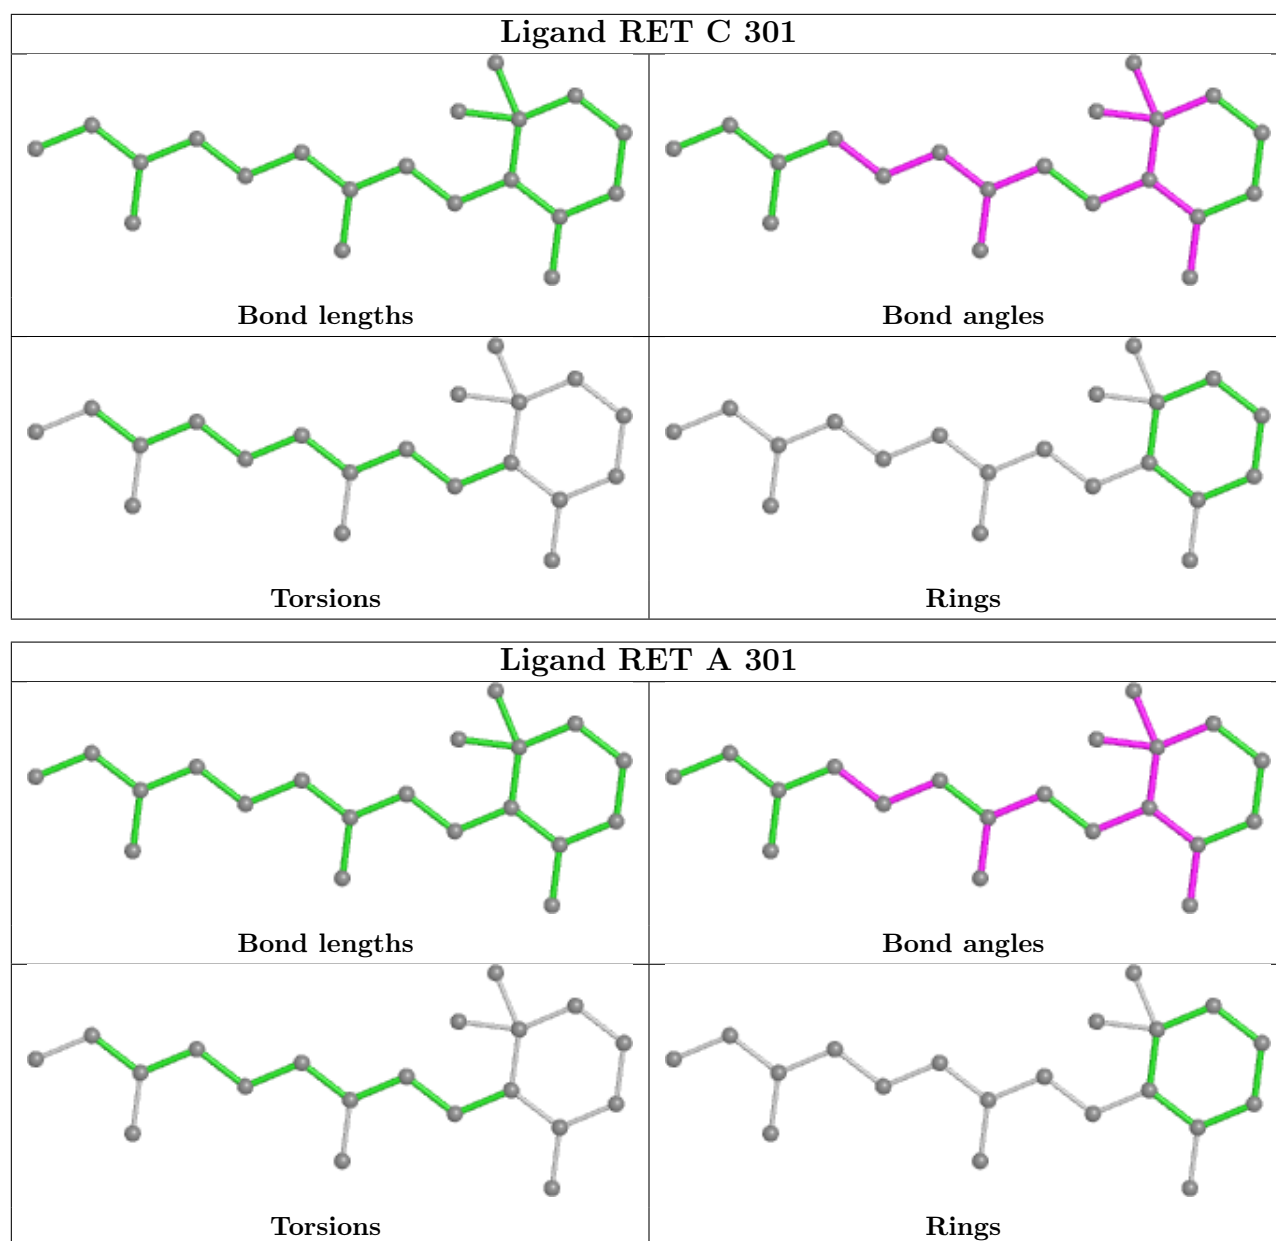 Ligand RET C 301
Bond lengths
Bond angles
Torsions
Rings
Ligand RET A 301
Bond lengths
Bond angles
Torsions
Rings